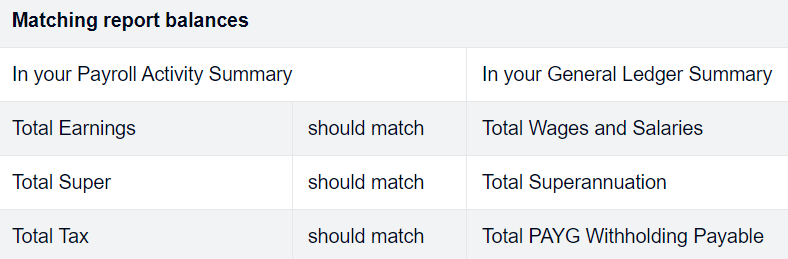 Matching report balances
In your Payroll Activity Summary In your General Ledger Summary
Total Earnings should match Total Wages and Salaries
Total Super should match Total Superannuation
Total Tax should match Total PAYG Withholding Payable